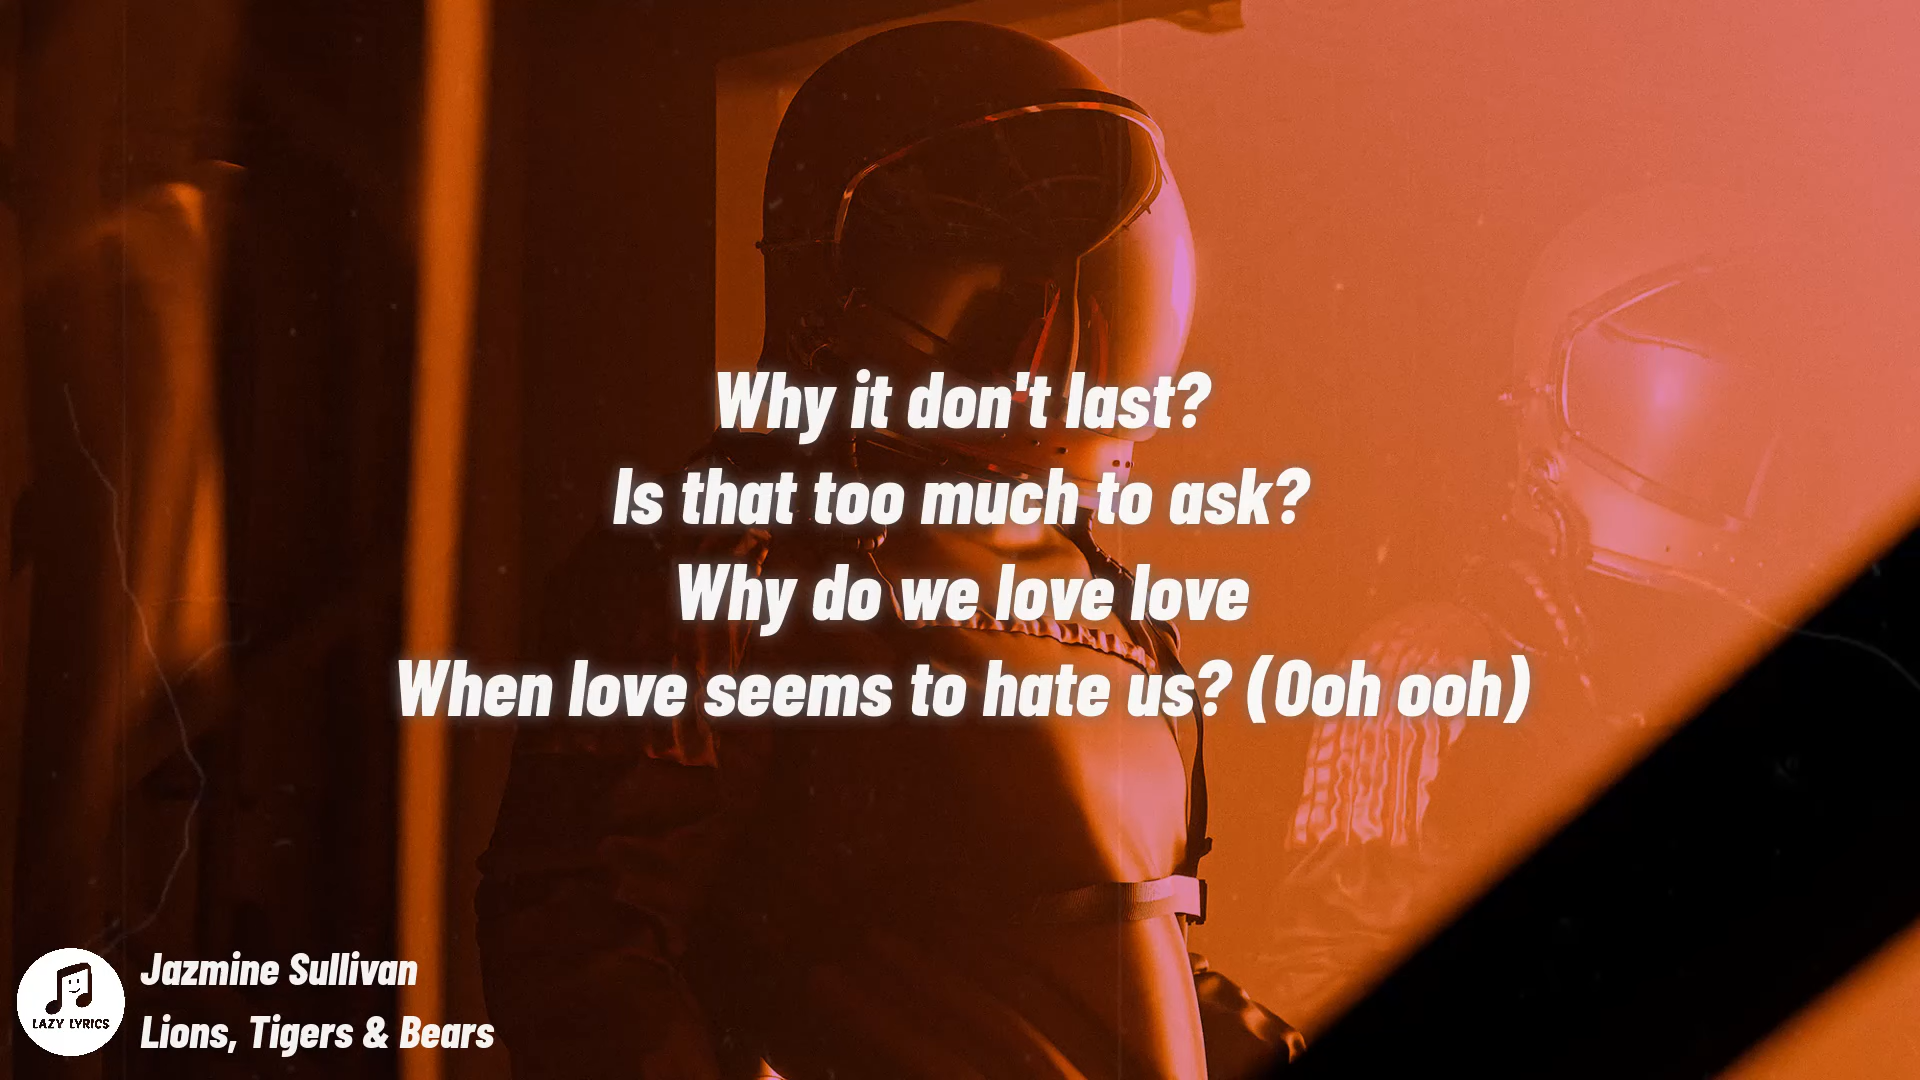 Why it don't last?
Is that too much to ask?
Why do we love love
When love seems to hate us? (Ooh ooh)
LAZY LYRICS
Jazmine Sullivan
Lions, Tigers & Bears